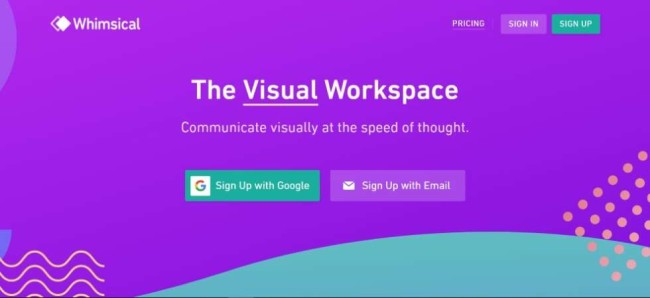 Whimsical
PRICING
SIGN IN
SIGN UP
The Visual Workspace
Communicate visually at the speed of thought.
G Sign Up with Google
Sign Up with Email